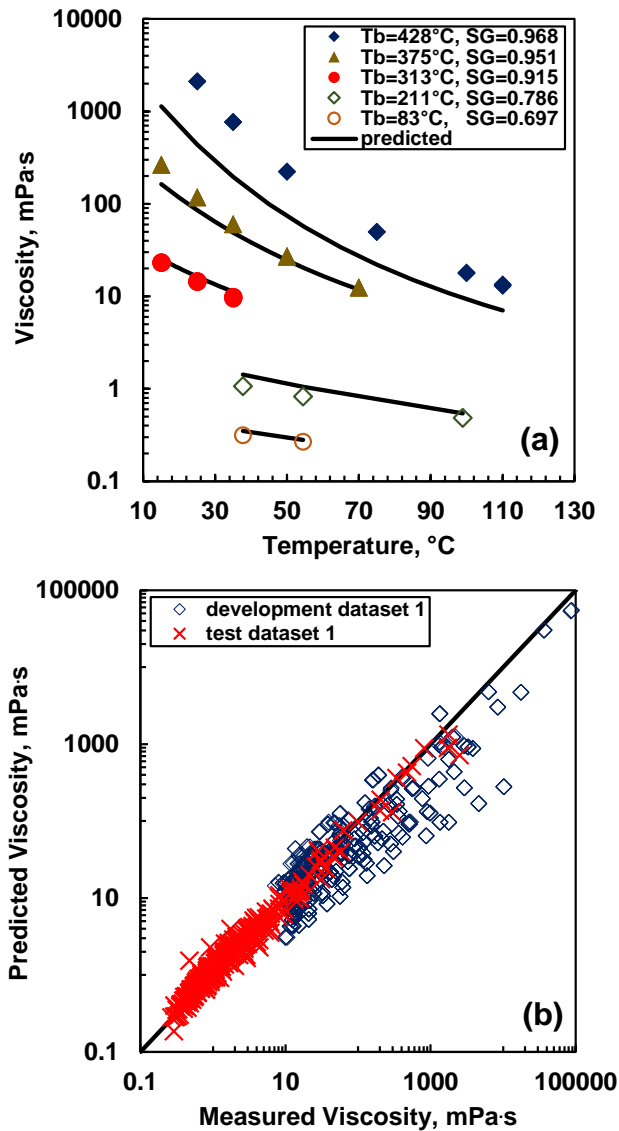 10000
1000
100
10
1
0.1
Viscosity, mPa·s
Tb=428°C, SG=0.968
Tb=375°C, SG=0.951
Tb=313°C, SG=0.915
Tb=211°C, SG=0.786
Tb=83°C, SG=0.697
predicted
(a)
10 30 50 70 90 110 130
Temperature, °C
100000
1000
10
0.1
Predicted Viscosity, mPa·s
development dataset 1
test dataset 1
(b)
0.1 10 1000 100000
Measured Viscosity, mPa·s